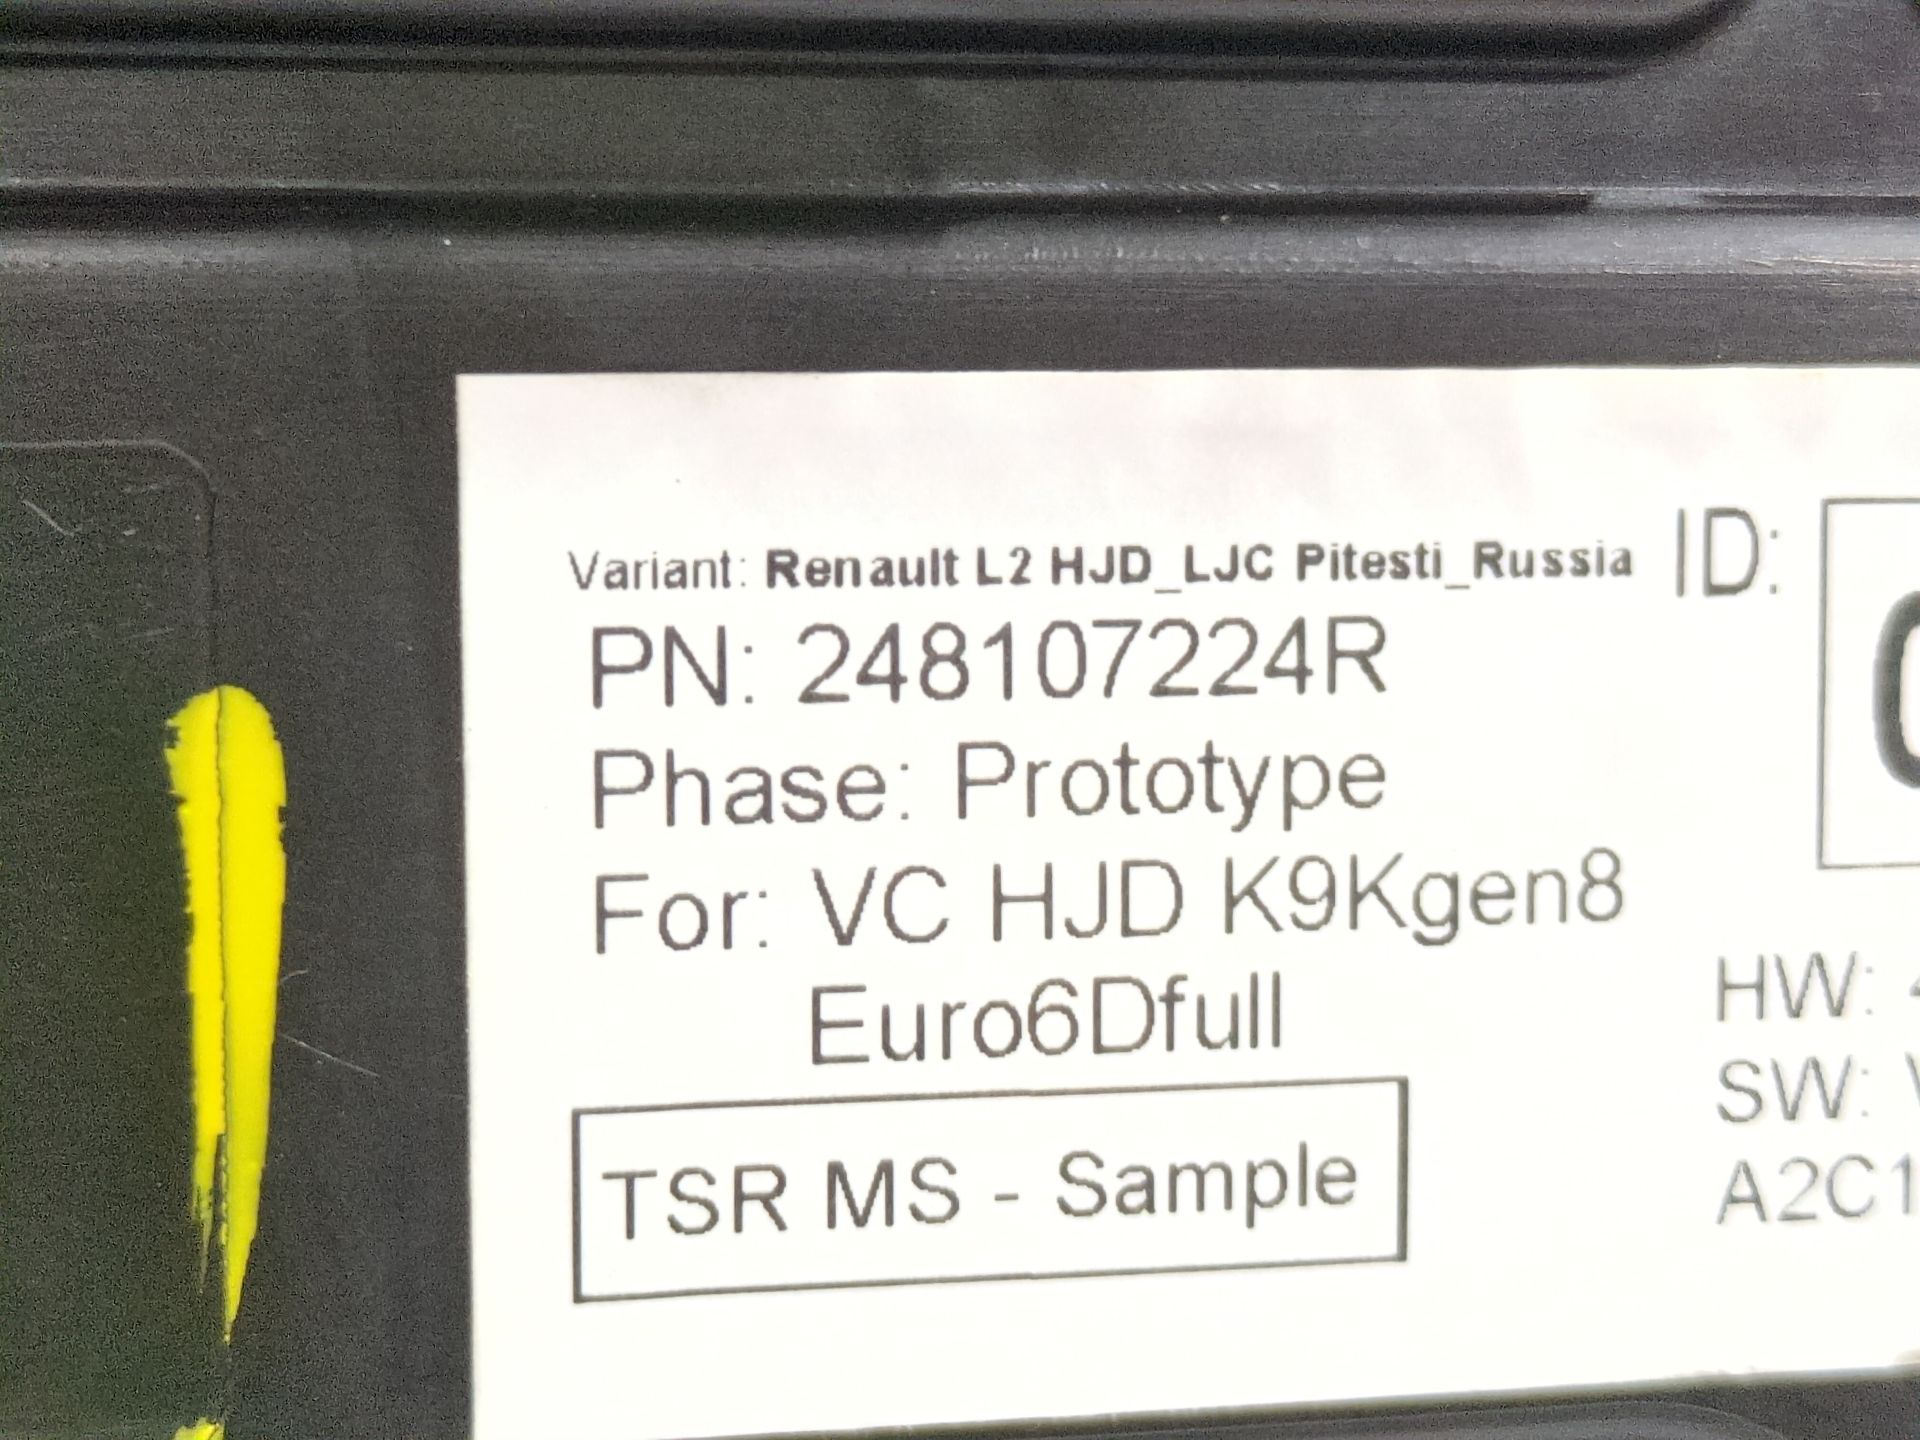 Variant: Renault L2 HJD_LJC Pitesti_Russia
ID:
PN: 248107224R
Phase: Prototype
For: VC HJD K9Kgen8
Euro6Dfull
TSR MS - Sample
HW:
SW:
A2C1